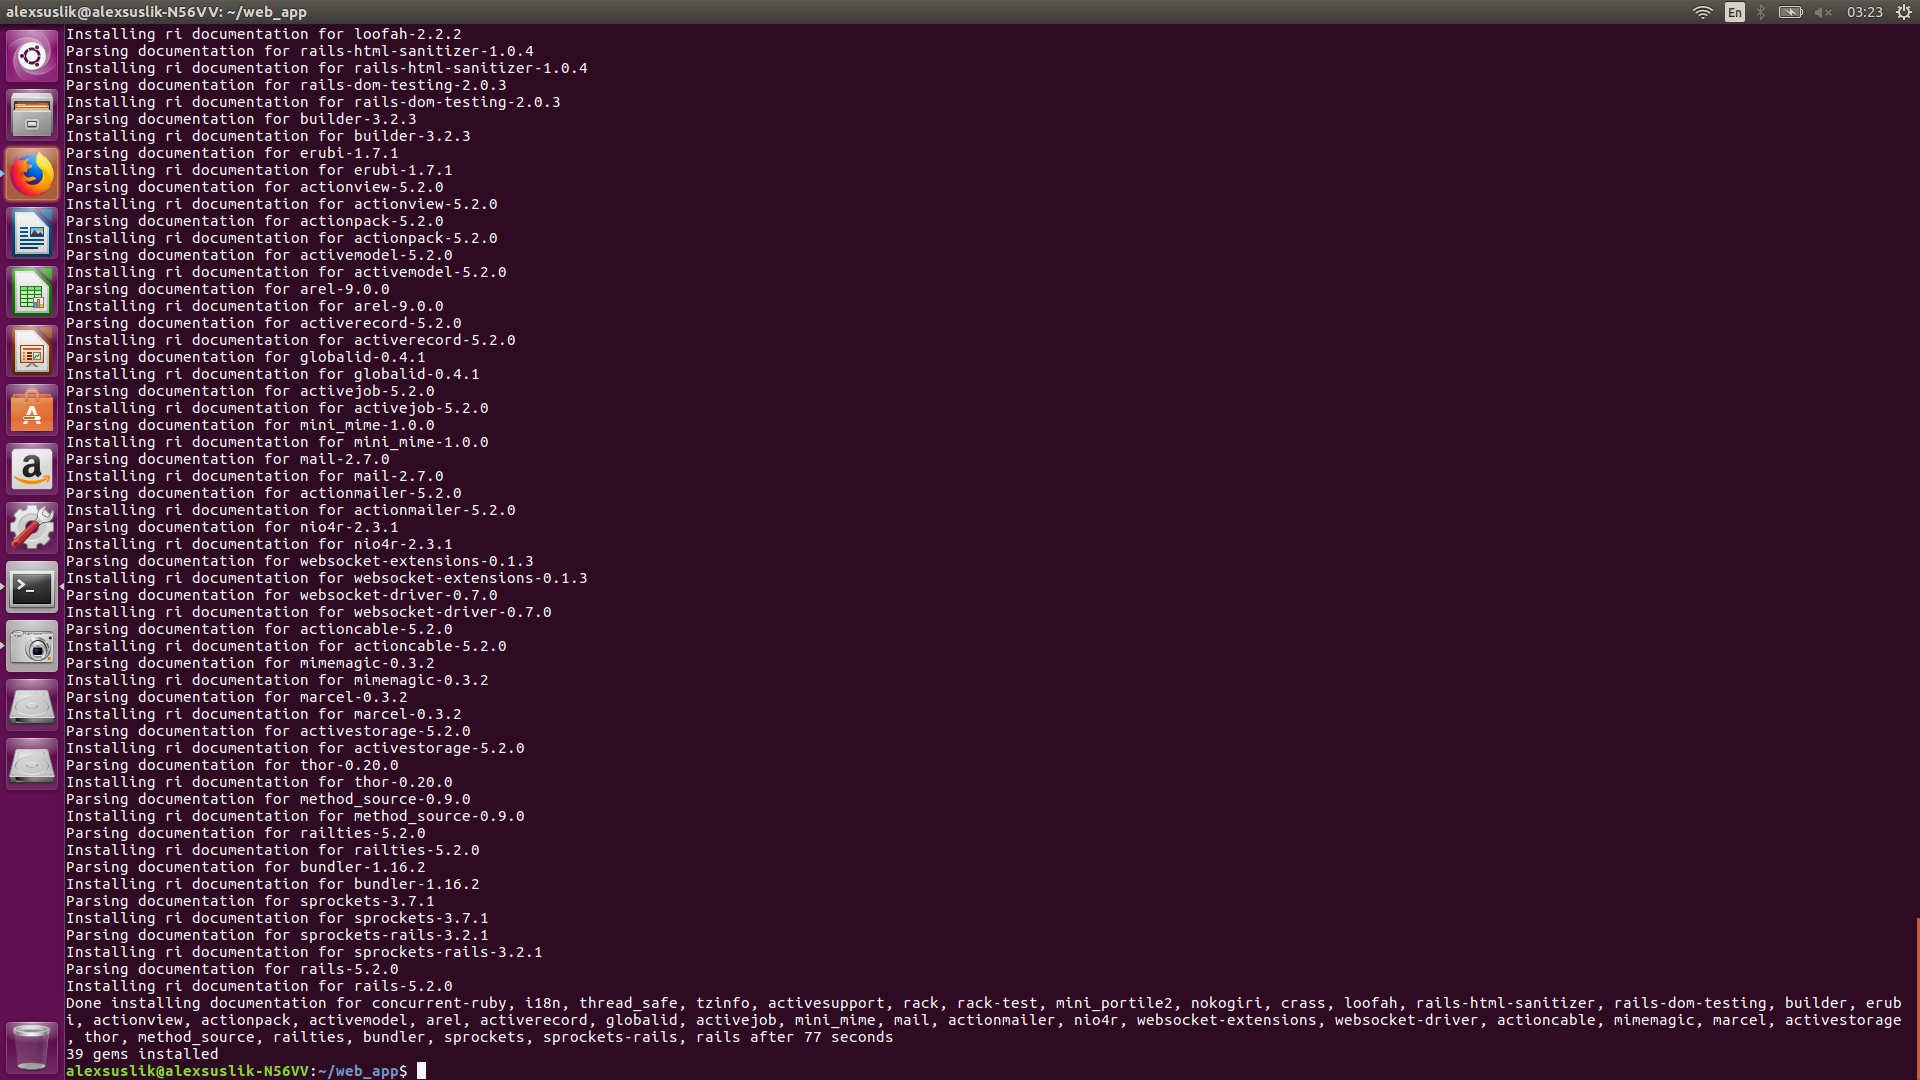 alexsuslik@alexsuslik-N56VV: ~/web_app
En
03:23
Installing ri documentation for loofah-2.2.2
Parsing documentation for rails-html-sanitizer-1.0.4
Installing ri documentation for rails-html-sanitizer-1.0.4
Parsing documentation for rails-dom-testing-2.0.3
Installing ri documentation for rails-dom-testing-2.0.3
Parsing documentation for builder-3.2.3
Installing ri documentation for builder-3.2.3
Parsing documentation for erubi-1.7.1
Installing ri documentation for erubi-1.7.1
Parsing documentation for actionview-5.2.0
Installing ri documentation for actionview-5.2.0
Parsing documentation for actionpack-5.2.0
Installing ri documentation for actionpack-5.2.0
Parsing documentation for activemodel-5.2.0
Installing ri documentation for activemodel-5.2.0
Parsing documentation for arel-9.0.0
Installing ri documentation for arel-9.0.0
Parsing documentation for activerecord-5.2.0
Installing ri documentation for activerecord-5.2.0
Parsing documentation for globalid-0.4.1
Installing ri documentation for globalid-0.4.1
Parsing documentation for activejob-5.2.0
Installing ri documentation for activejob-5.2.0
Parsing documentation for mini_mime-1.0.0
Installing ri documentation for mini_mime-1.0.0
Parsing documentation for mail-2.7.0
Installing ri documentation for mail-2.7.0
Parsing documentation for actionmailer-5.2.0
Installing ri documentation for actionmailer-5.2.0
Parsing documentation for nio4r-2.3.1
Installing ri documentation for nio4r-2.3.1
Parsing documentation for websocket-extensions-0.1.3
Installing ri documentation for websocket-extensions-0.1.3
Parsing documentation for websocket-driver-0.7.0
Installing ri documentation for websocket-driver-0.7.0
Parsing documentation for actioncable-5.2.0
Installing ri documentation for actioncable-5.2.0
Parsing documentation for mimemagic-0.3.2
Installing ri documentation for mimemagic-0.3.2
Parsing documentation for marcel-0.3.2
Installing ri documentation for marcel-0.3.2
Parsing documentation for activestorage-5.2.0
Installing ri documentation for activestorage-5.2.0
Parsing documentation for thor-0.20.0
Installing ri documentation for thor-0.20.0
Parsing documentation for method_source-0.9.0
Installing ri documentation for method_source-0.9.0
Parsing documentation for railties-5.2.0
Installing ri documentation for railties-5.2.0
Parsing documentation for bundler-1.16.2
Installing ri documentation for bundler-1.16.2
Parsing documentation for sprockets-3.7.1
Installing ri documentation for sprockets-3.7.1
Parsing documentation for sprockets-rails-3.2.1
Installing ri documentation for sprockets-rails-3.2.1
Parsing documentation for rails-5.2.0
Installing ri documentation for rails-5.2.0
Done installing documentation for concurrent-ruby, i18n, thread_safe, tzinfo, activesupport, rack, rack-test, mini_portile2, nokogiri, crass, loofah, rails-html-sanitizer, rails-dom-testing, builder, erub
i, actionview, actionpack, activemodel, arel, activerecord, globalid, activejob, mini_mime, mail, actionmailer, nio4r, websocket-extensions, websocket-driver, actioncable, mimemagic, marcel, activestorage
, thor, method_source, railties, bundler, sprockets, sprockets-rails, rails after 77 seconds
39 gems installed
alexsuslik@alexsuslik-N56VV:~/web_app$